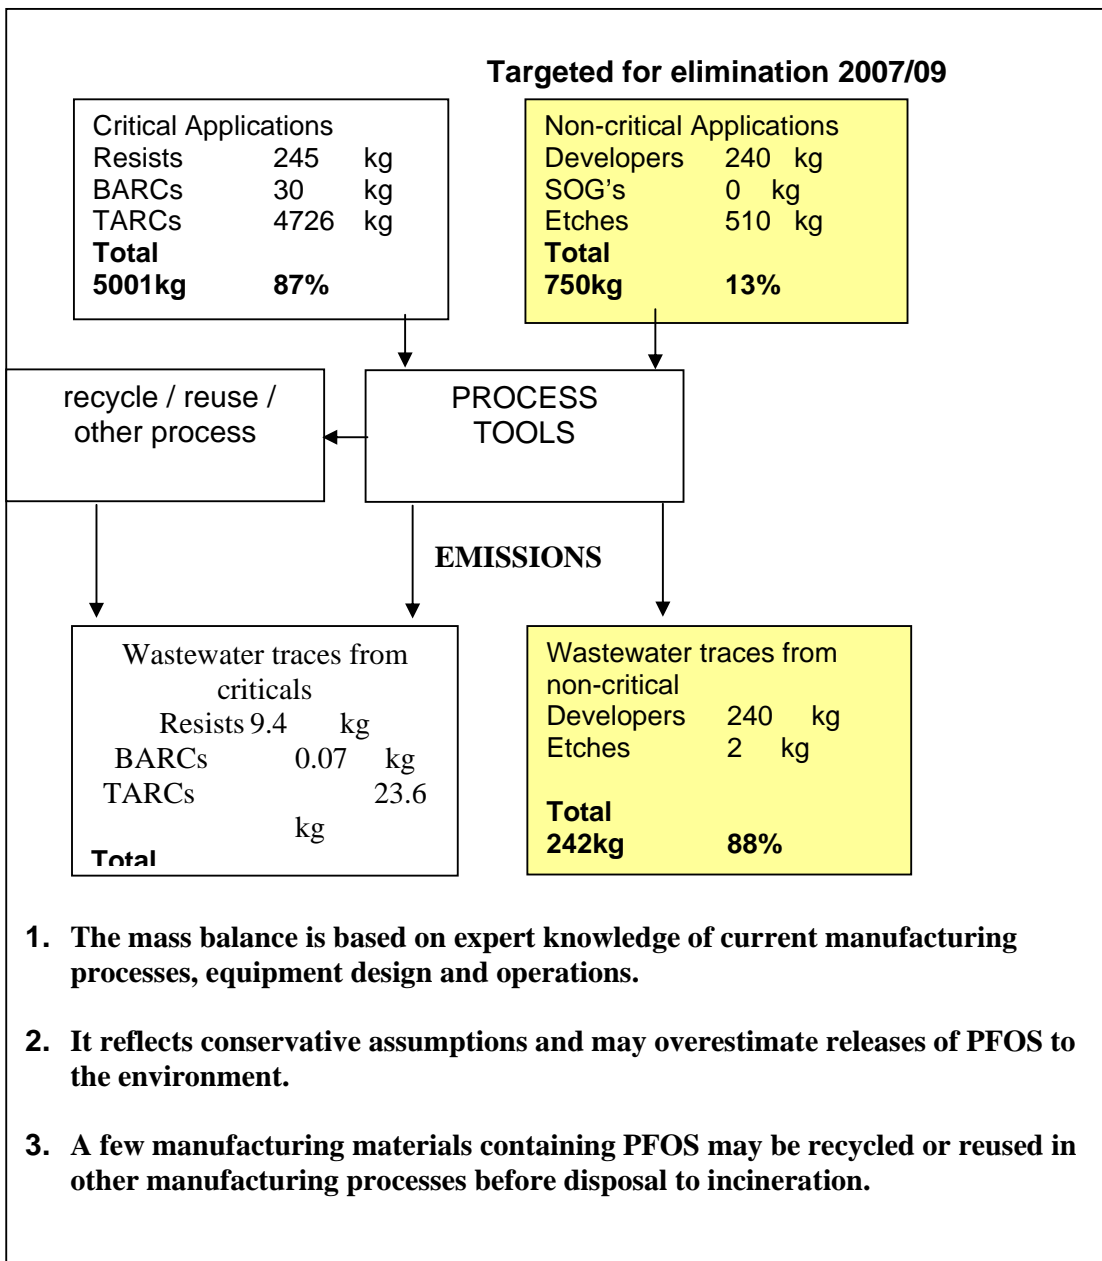 Targeted for elimination 2007/09
Critical Applications
Resists 245 kg
BARCs 30 kg
TARCs 4726 kg
Total
5001kg 87%
Non-critical Applications
Developers 240 kg
SOG's 0 kg
Etches 510 kg
Total
750kg 13%
recycle / reuse /
other process
PROCESS
TOOLS
EMISSIONS
Wastewater traces from
criticals
Resists 9.4 kg
BARCs 0.07 kg
TARCs 23.6
kg
Total
Wastewater traces from
non-critical
Developers 240 kg
Etches 2 kg
Total
242kg 88%
1. The mass balance is based on expert knowledge of current manufacturing
processes, equipment design and operations.
2. It reflects conservative assumptions and may overestimate releases of PFOS to
the environment.
3. A few manufacturing materials containing PFOS may be recycled or reused in
other manufacturing processes before disposal to incineration.